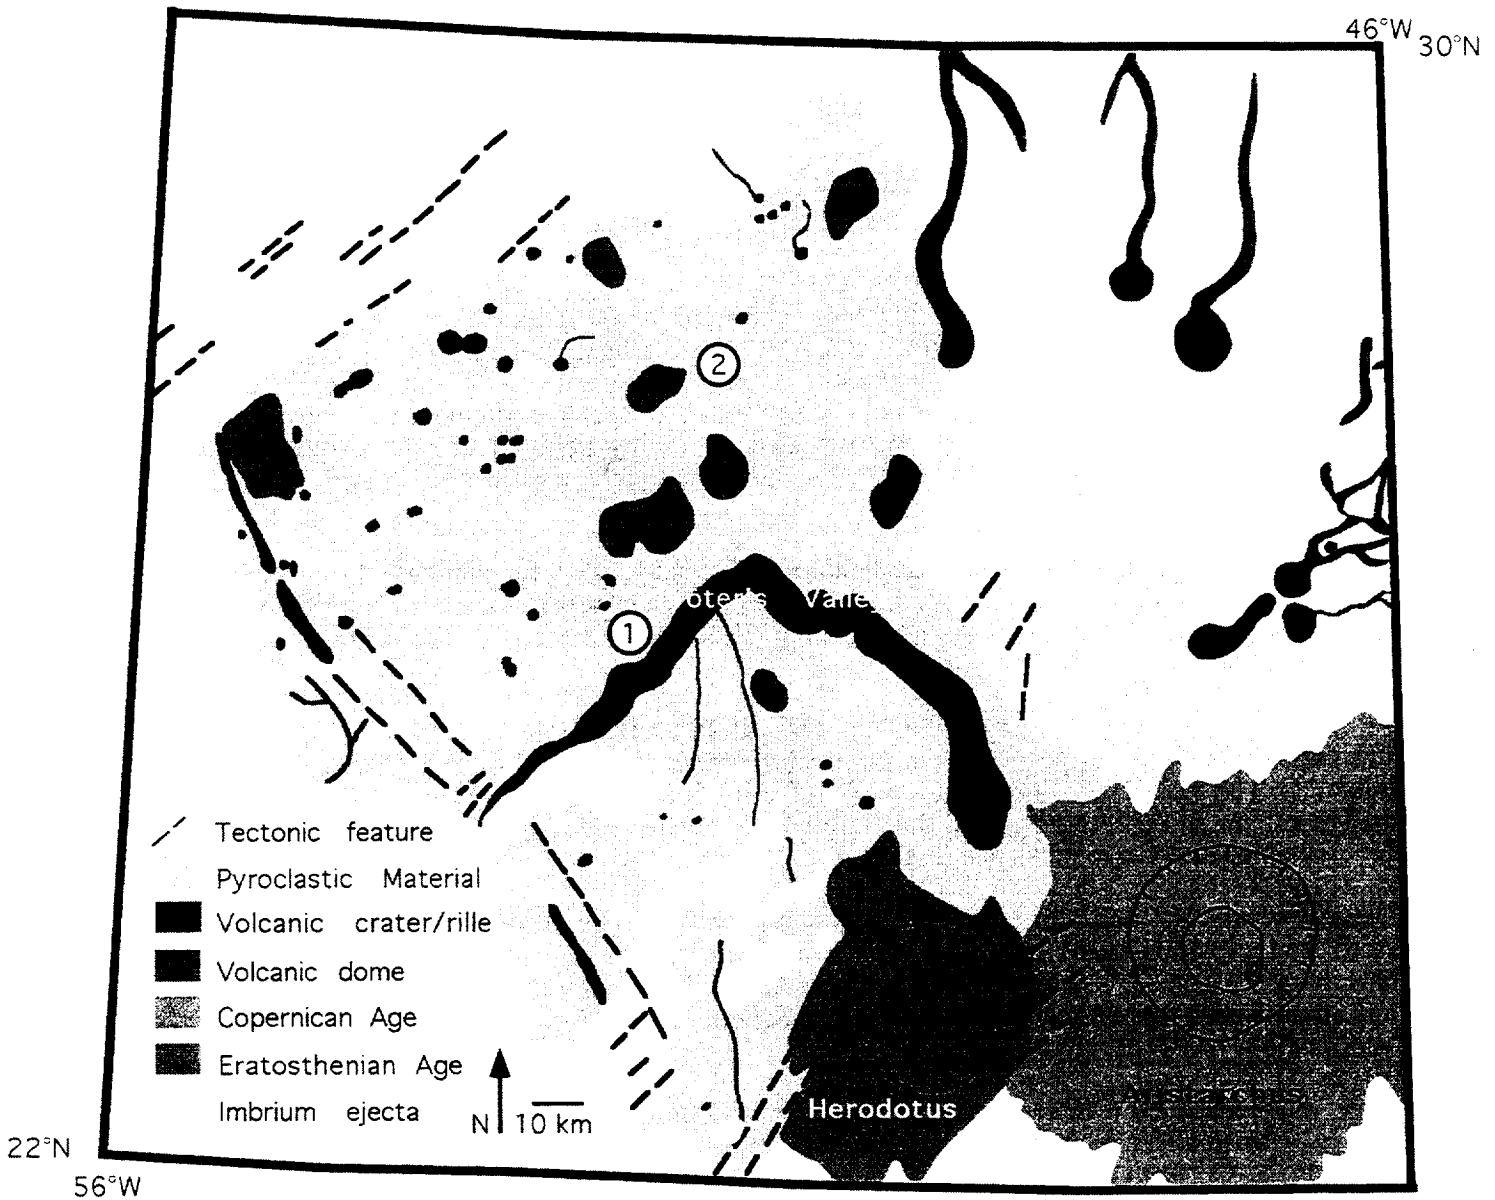 46°W
30°N
2
oter's Valle
1
Tectonic feature
Pyroclastic Material
Volcanic crater/rille
Volcanic dome
Copernican Age
Eratosthenian Age
Imbrium ejecta
N
10 km
Herodotus
22°N
56°W